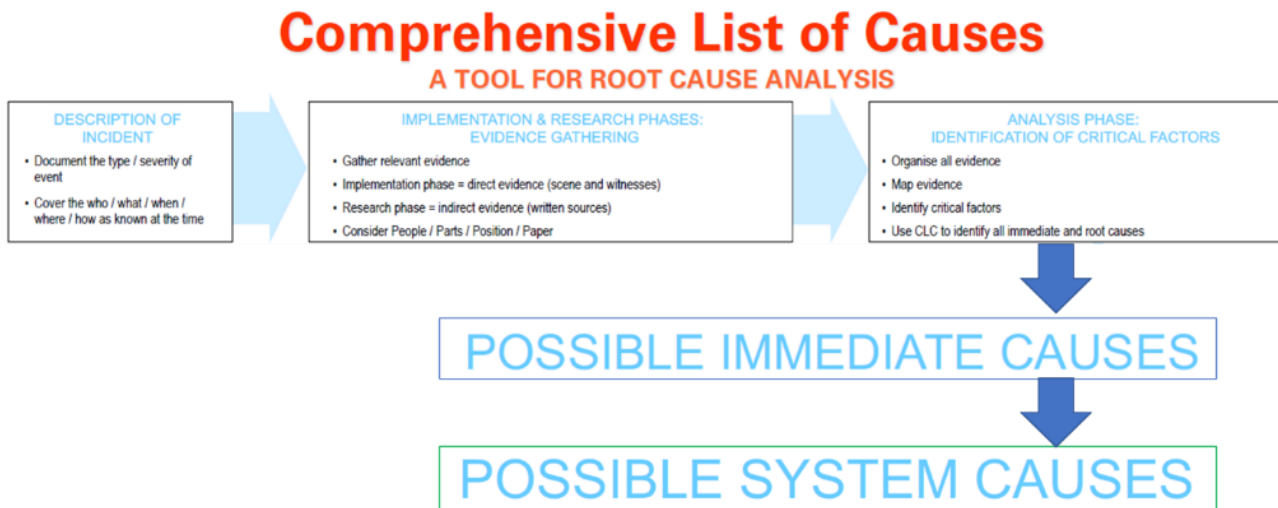 Comprehensive List of Causes
A TOOL FOR ROOT CAUSE ANALYSIS
DESCRIPTION OF
INCIDENT
• Document the type / severity of
event
• Cover the who / what / when /
where / how as known at the time
IMPLEMENTATION & RESEARCH PHASES:
EVIDENCE GATHERING
• Gather relevant evidence
• Implementation phase = direct evidence (scene and witnesses)
• Research phase = indirect evidence (written sources)
• Consider People / Parts / Position / Paper
ANALYSIS PHASE:
IDENTIFICATION OF CRITICAL FACTORS
• Organise all evidence
• Map evidence
• Identify critical factors
• Use CLC to identify all immediate and root causes
POSSIBLE IMMEDIATE CAUSES
POSSIBLE SYSTEM CAUSES